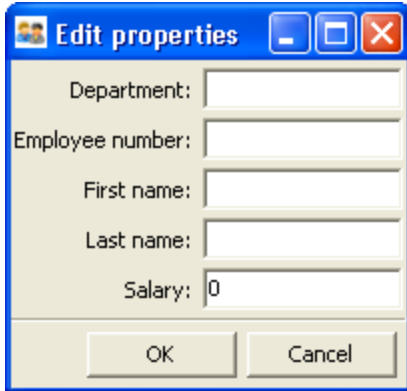 Edit properties
Department:
Employee number:
First name:
Last name:
Salary: 0
OK Cancel